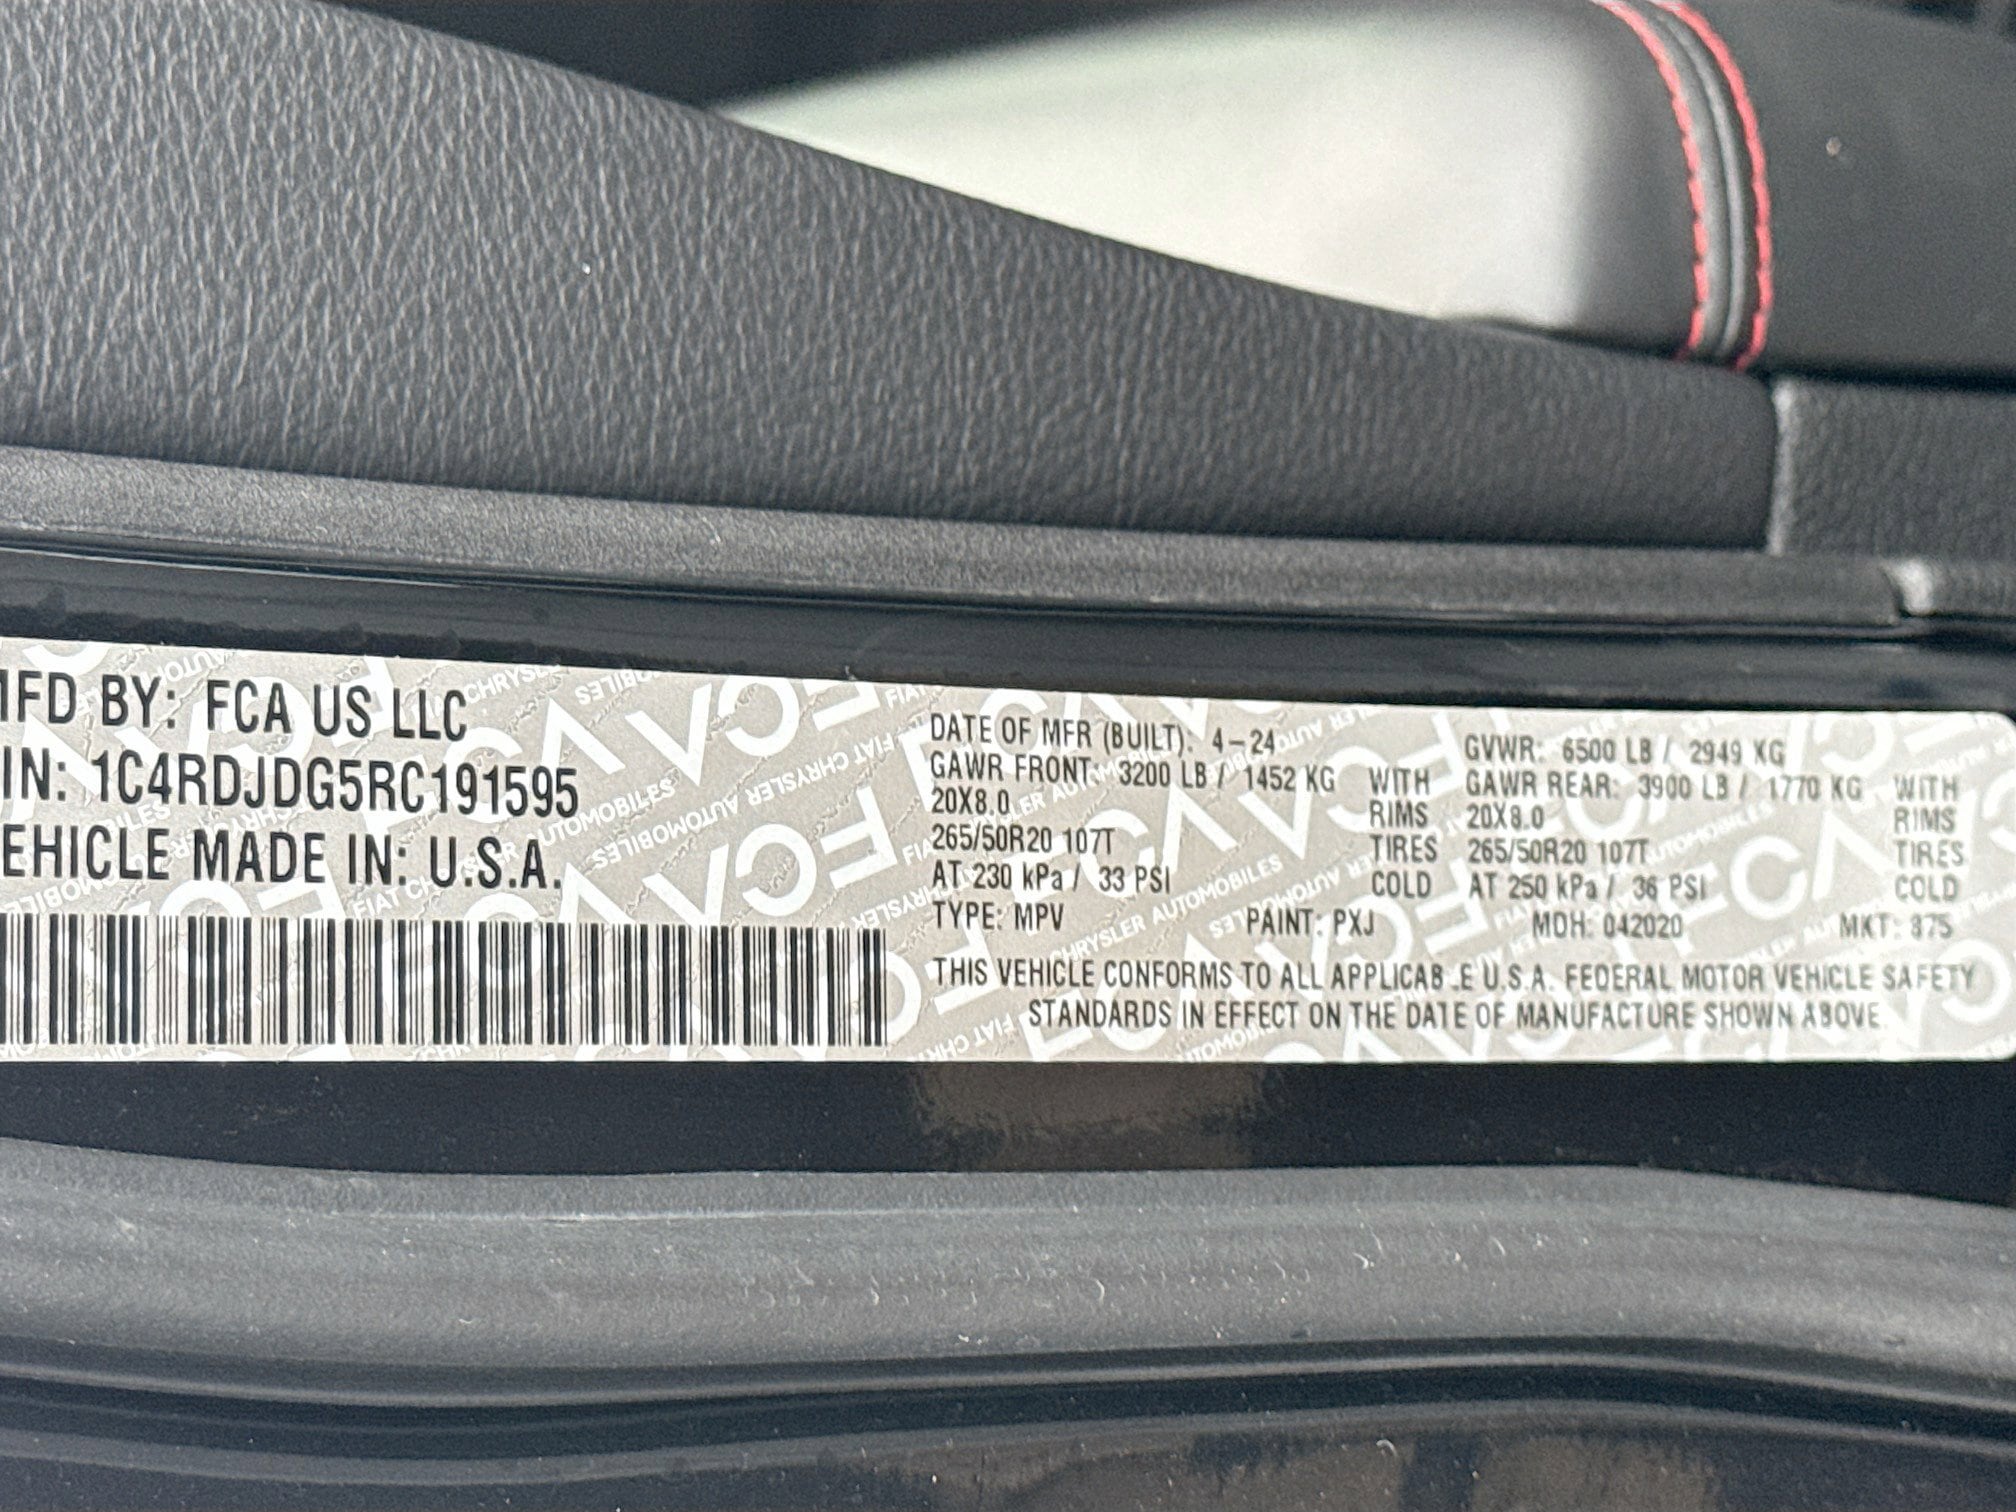 MFD BY: FCA US LLC
IN: 1C4RDJDG5RC191595
EHICLE MADE IN: U.S.A.
DATE OF MFR (BUILT): 4-24 GVWR: 6500 LB / 2949 KG
GAWR FRONT: 3200 LB / 1452 KG WITH GAWR REAR: 3900 LB / 1770 KG WITH
20X8.0 RIMS 20X8.0 RIMS
265/50R20 107T TIRES 265/50R20 107T TIRES
AT 230 kPa / 33 PSI COLD AT 250 kPa / 36 PSI COLD
TYPE: MPV PAINT: PXJ MDH: 042020 MKT: 875
THIS VEHICLE CONFORMS TO ALL APPLICABLE U.S.A. FEDERAL MOTOR VEHICLE SAFETY
STANDARDS IN EFFECT ON THE DATE OF MANUFACTURE SHOWN ABOVE.